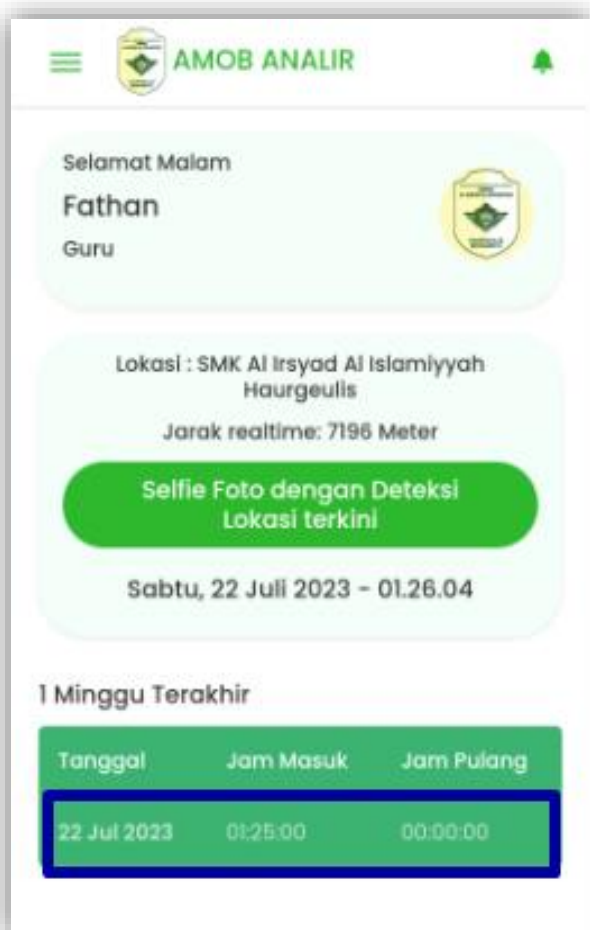 AMOB ANALIR
Selamat Malam
Fathan
Guru
Lokasi : SMK Al Irsyad Al Islamiyyah
Haurgeulis
Jarak realtime: 7196 Meter
Selfie Foto dengan Deteksi
Lokasi terkini
Sabtu, 22 Juli 2023 - 01.26.04
1 Minggu Terakhir
Tanggal Jam Masuk Jam Pulang
22 Jul 2023 01:25:00 00:00:00